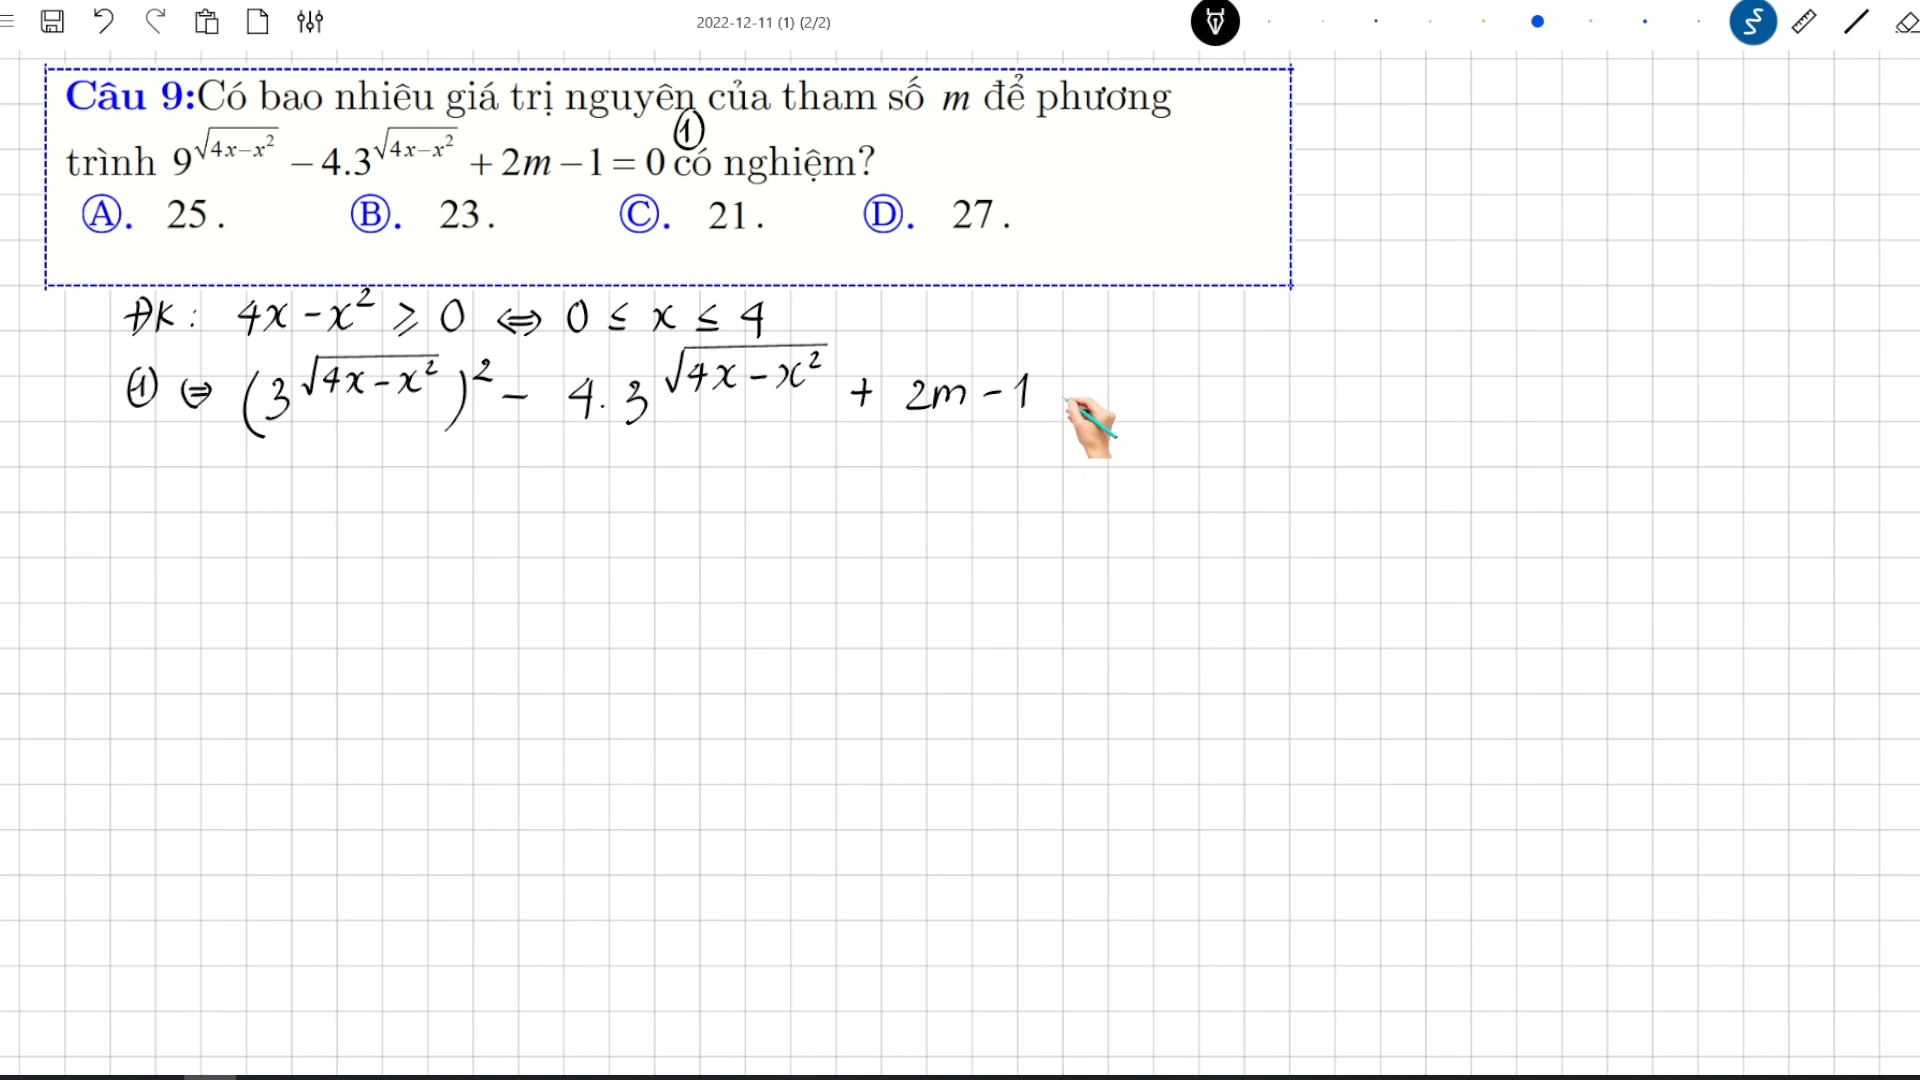 2022-12-11 (1) (2/2)
Câu 9:Có bao nhiêu giá trị nguyên của tham số m để phương
trình 9^{√(4x−x²)} − 4.3^{√(4x−x²)} + 2m − 1 = 0 có nghiệm?
①
A. 25. B. 23. C. 21. D. 27.
ĐK: 4x − x² ⩾ 0 ⇔ 0 ≤ x ≤ 4
(1) ⇔ (3^{√(4x−x²)})² − 4.3^{√(4x−x²)} + 2m − 1